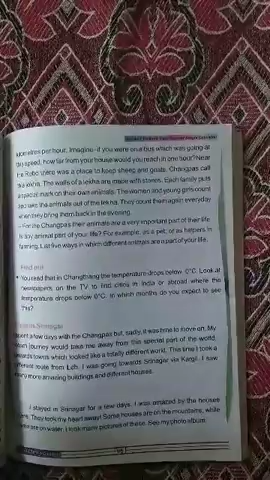 kilometres per hour. Imagine- if you were on a bus which was going at
this speed, how far from your house would you reach in one hour? Near
the Robo there was a place to keep sheep and goats. Changpas call
this lekha. The walls of a lekha are made with stones. Each family puts
a special mark on their own animals. The women and young girls count
and take the animals out of the lekha. They count them again everyday
when they bring them back in the evening.
For the Changpas their animals are a very important part of their life.
Is any animal part of your life? For example, as a pet, or as helpers in
farming. List five ways in which different animals are a part of your life.
Find out
• You read that in Changthang the temperature drops below 0°C. Look at
newspapers or the TV to find cities in India or abroad where the
temperature drops below 0°C. In which months do you expect to see
this?
Srinagar
spent a few days with the Changpas but, sadly, it was time to move on. My
return journey would take me away from this special part of the world,
towards towns which looked like a totally different world. This time I took a
different route from Leh. I was going towards Srinagar via Kargil. I saw
many more amazing buildings and different houses.
I stayed in Srinagar for a few days. I was amazed by the houses
there. They took my heart away! Some houses are on the mountains, while
some are on water. I took many pictures of these. See my photo album.